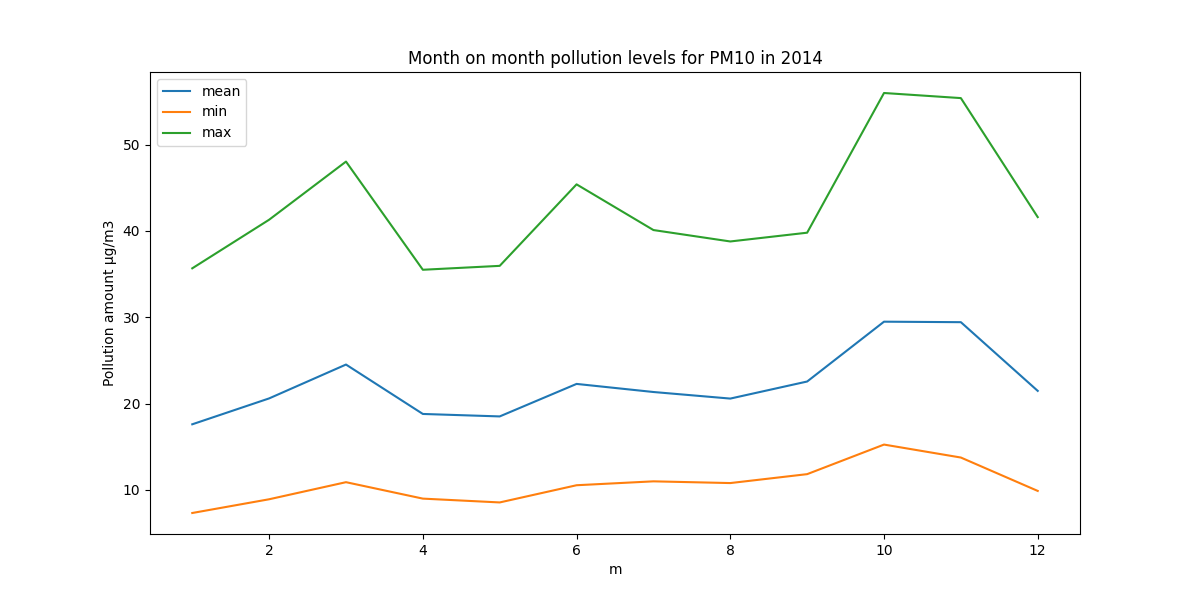 Month on month pollution levels for PM10 in 2014
mean
min
max
50
40
30
20
10
Pollution amount µg/m3
2 4 6 8 10 12
m